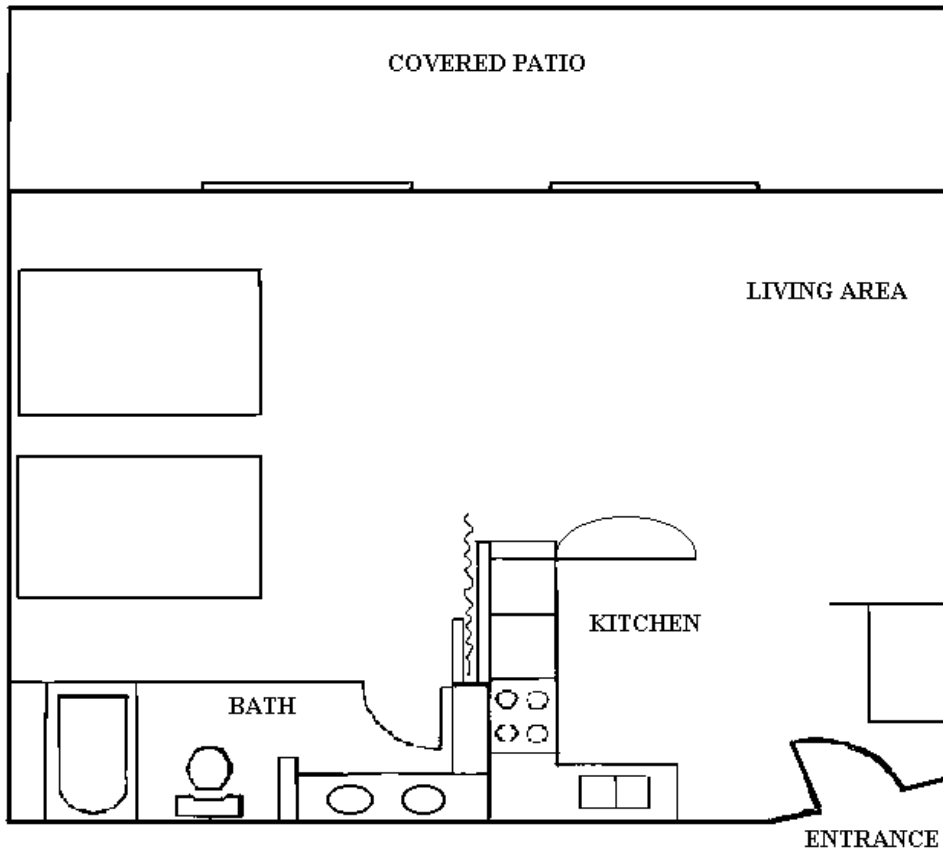 COVERED PATIO
LIVING AREA
KITCHEN
BATH
ENTRANCE